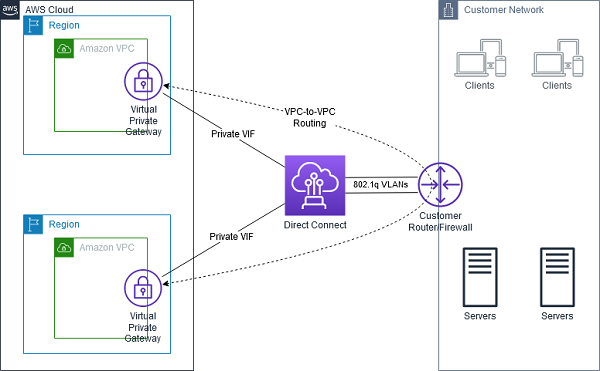 aws
AWS Cloud
Customer Network
Region
Amazon VPC
Virtual
Private
Gateway
Private VIF
VPC-to-VPC
Routing
Clients
Clients
802.1q VLANs
Direct Connect
Customer
Router/Firewall
Region
Amazon VPC
Virtual
Private
Gateway
Private VIF
Servers
Servers